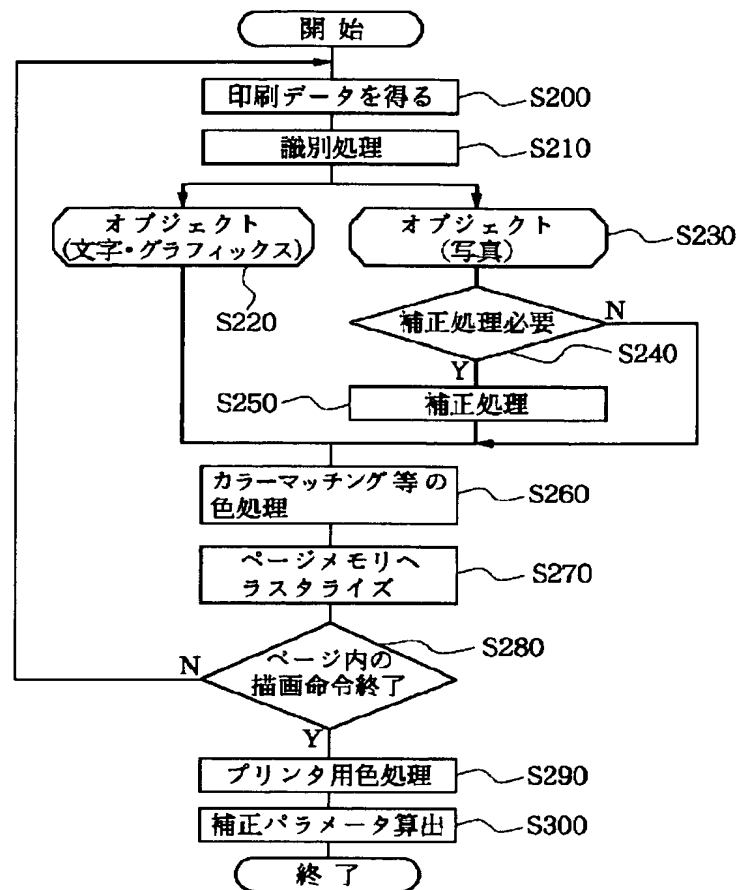 開始
印刷データを得る
S200
識別処理
S210
オブジェクト
(文字・グラフィックス)
S220
オブジェクト
(写真)
S230
補正処理必要
N
S240
Y
S250
補正処理
カラーマッチング等の
色処理
S260
ページメモリヘ
ラスタライズ
S270
S280
N
ページ内の
描画命令終了
Y
プリンタ用色処理
S290
補正パラメータ算出
S300
終了